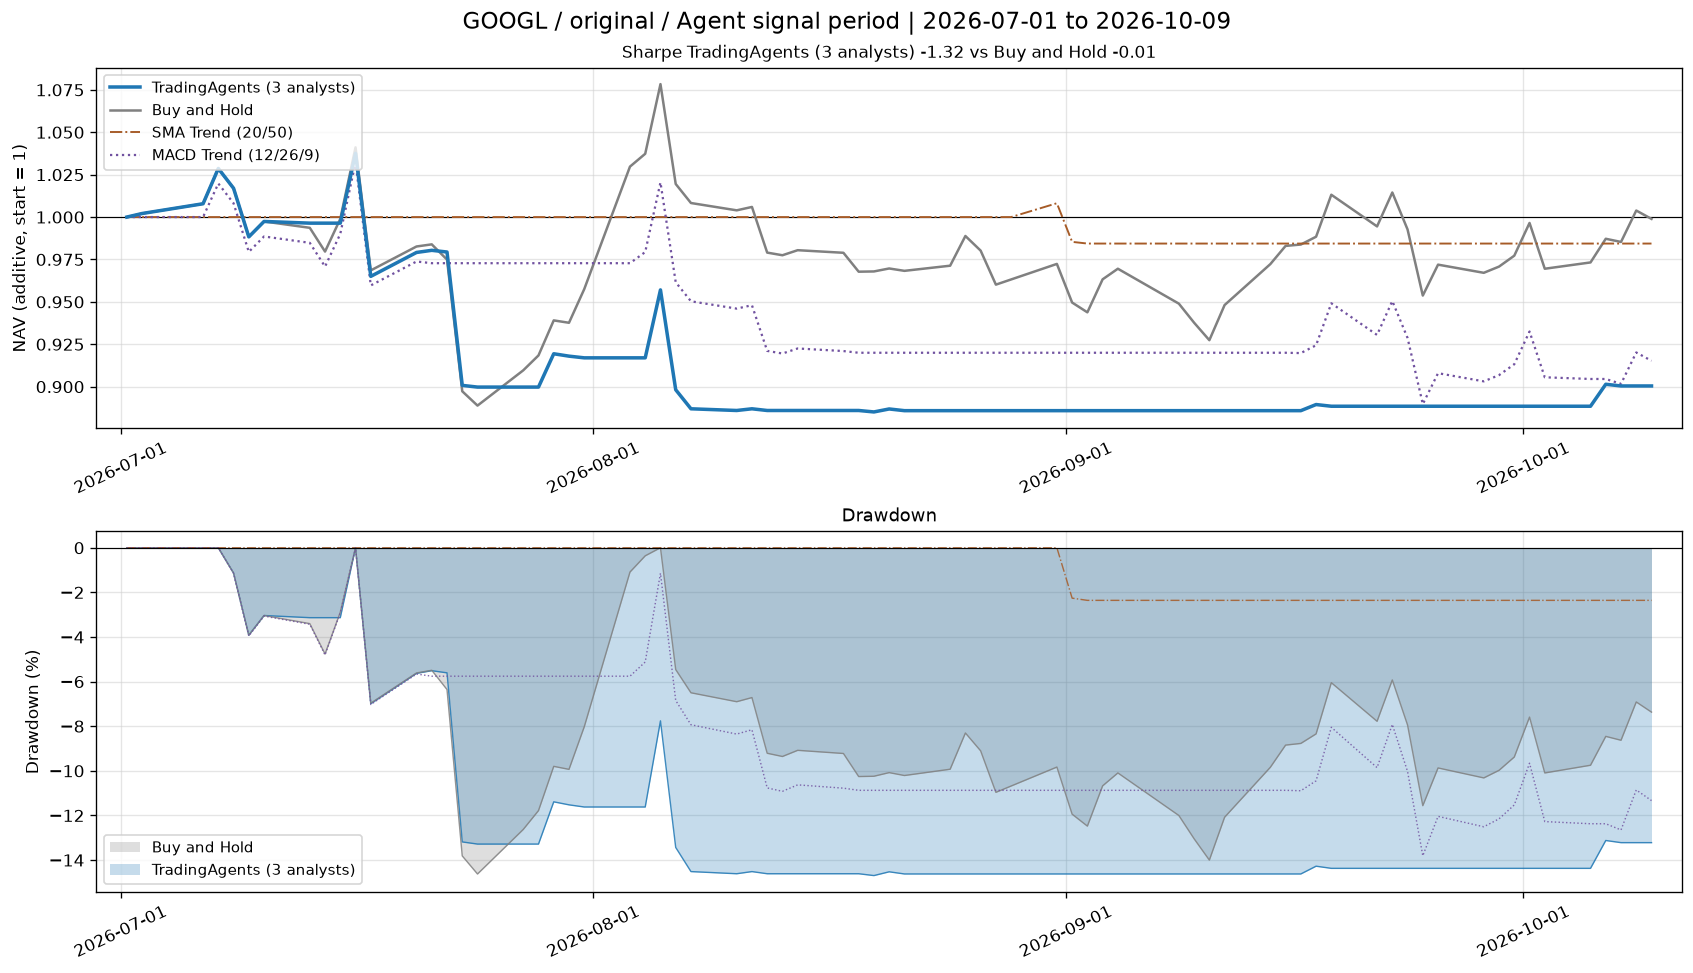 GOOGL / original / Agent signal period | 2026-07-01 to 2026-10-09
Sharpe TradingAgents (3 analysts) -1.32 vs Buy and Hold -0.01
NAV (additive, start = 1)
1.075
1.050
1.025
1.000
0.975
0.950
0.925
0.900
TradingAgents (3 analysts)
Buy and Hold
SMA Trend (20/50)
MACD Trend (12/26/9)
2026-07-01
2026-08-01
2026-09-01
2026-10-01
Drawdown
Drawdown (%)
0
−2
−4
−6
−8
−10
−12
−14
Buy and Hold
TradingAgents (3 analysts)
2026-07-01
2026-08-01
2026-09-01
2026-10-01